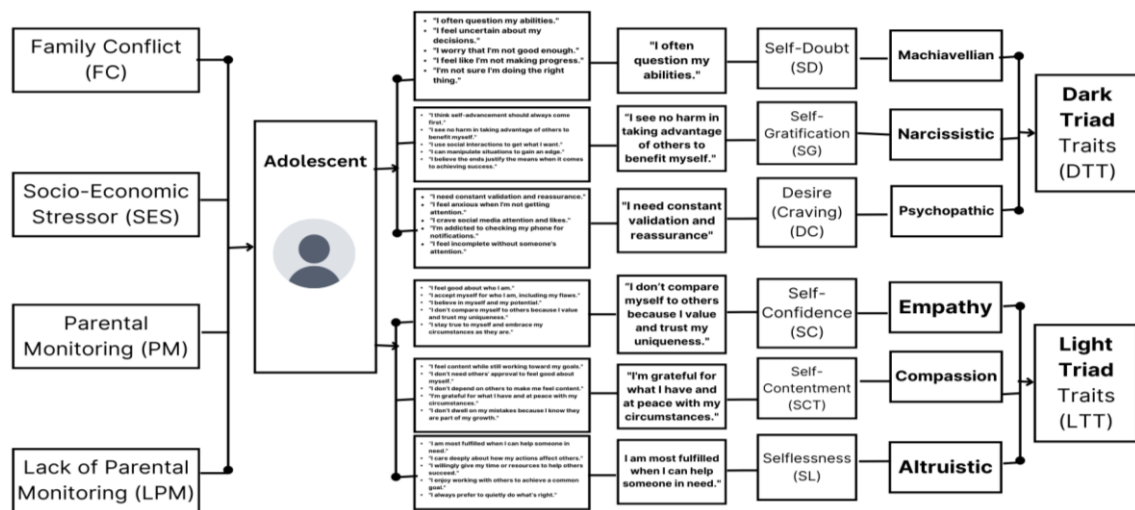 Family Conflict
(FC)
Socio-Economic
Stressor (SES)
Parental
Monitoring (PM)
Lack of Parental
Monitoring (LPM)
Adolescent
• "I often question my abilities."
• "I feel uncertain about my
decisions."
• "I worry that I'm not good enough."
• "I feel like I'm not making progress."
• "I'm not sure I'm doing the right
thing."
"I often
question my
abilities."
Self-Doubt
(SD)
Machiavellian
• "I think self-advancement should always come
first."
• "I see no harm in taking advantage of others to
benefit myself."
• "I use social interactions to get what I want."
• "I can manipulate situations to gain an edge."
• "I believe the ends justify the means when it comes
to achieving success."
"I see no harm in
taking advantage
of others to
benefit myself."
Self-
Gratification
(SG)
Narcissistic
• "I need constant validation and reassurance."
• "I feel anxious when I'm not getting
attention."
• "I crave social media attention and likes."
• "I'm addicted to checking my phone for
notifications."
• "I feel incomplete without someone's
attention."
"I need constant
validation and
reassurance"
Desire
(Craving)
(DC)
Psychopathic
Dark
Triad
Traits
(DTT)
• "I feel good about who I am."
• "I accept myself for who I am, including my flaws."
• "I believe in myself and my potential."
• "I don't compare myself to others because I value
and trust my uniqueness."
• "I stay true to myself and embrace my
circumstances as they are."
"I don't compare
myself to others
because I value
and trust my
uniqueness."
Self-
Confidence
(SC)
Empathy
• "I feel content while still working toward my goals."
• "I don't need others' approval to feel good about
myself."
• "I don't depend on others to make me feel content."
• "I'm grateful for what I have and at peace with my
circumstances."
• "I don't dwell on my mistakes because I know they
are part of my growth."
"I'm grateful for
what I have and
at peace with my
circumstances."
Self-
Contentment
(SCT)
Compassion
• "I am most fulfilled when I can help someone in
need."
• "I care deeply about how my actions affect others."
• "I willingly give my time or resources to help others
succeed."
• "I enjoy working with others to achieve a common
goal."
• "I always prefer to quietly do what's right."
"I am most fulfilled
when I can help
someone in need."
Selflessness
(SL)
Altruistic
Light
Triad
Traits
(LTT)